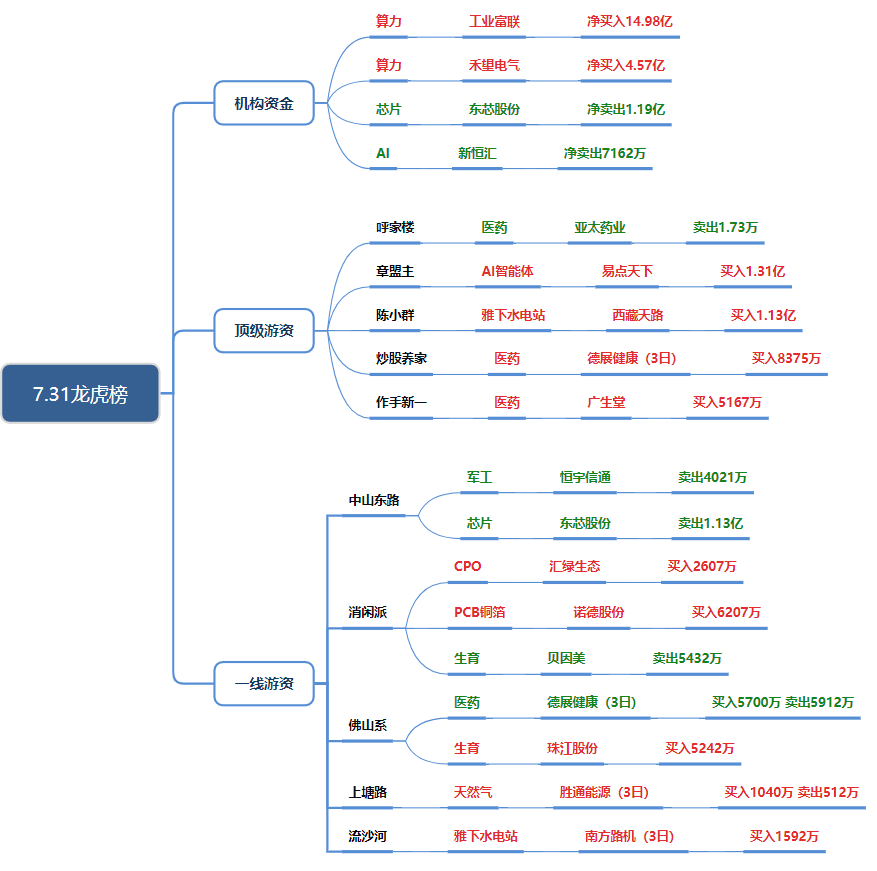 7.31龙虎榜
机构资金
算力 工业富联 净买入14.98亿
算力 禾望电气 净买入4.57亿
芯片 东芯股份 净卖出1.19亿
AI 新恒汇 净卖出7162万
顶级游资
呼家楼 医药 亚太药业 卖出1.73万
章盟主 AI智能体 易点天下 买入1.31亿
陈小群 雅下水电站 西藏天路 买入1.13亿
炒股养家 医药 德展健康（3日） 买入8375万
作手新一 医药 广生堂 买入5167万
一线游资
中山东路
军工 恒宇信通 卖出4021万
芯片 东芯股份 卖出1.13亿
消闲派
CPO 汇绿生态 买入2607万
PCB铜箔 诺德股份 买入6207万
生育 贝因美 卖出5432万
佛山系
医药 德展健康（3日） 买入5700万 卖出5912万
生育 珠江股份 买入5242万
上塘路 天然气 胜通能源（3日） 买入1040万 卖出512万
流沙河 雅下水电站 南方路机（3日） 买入1592万